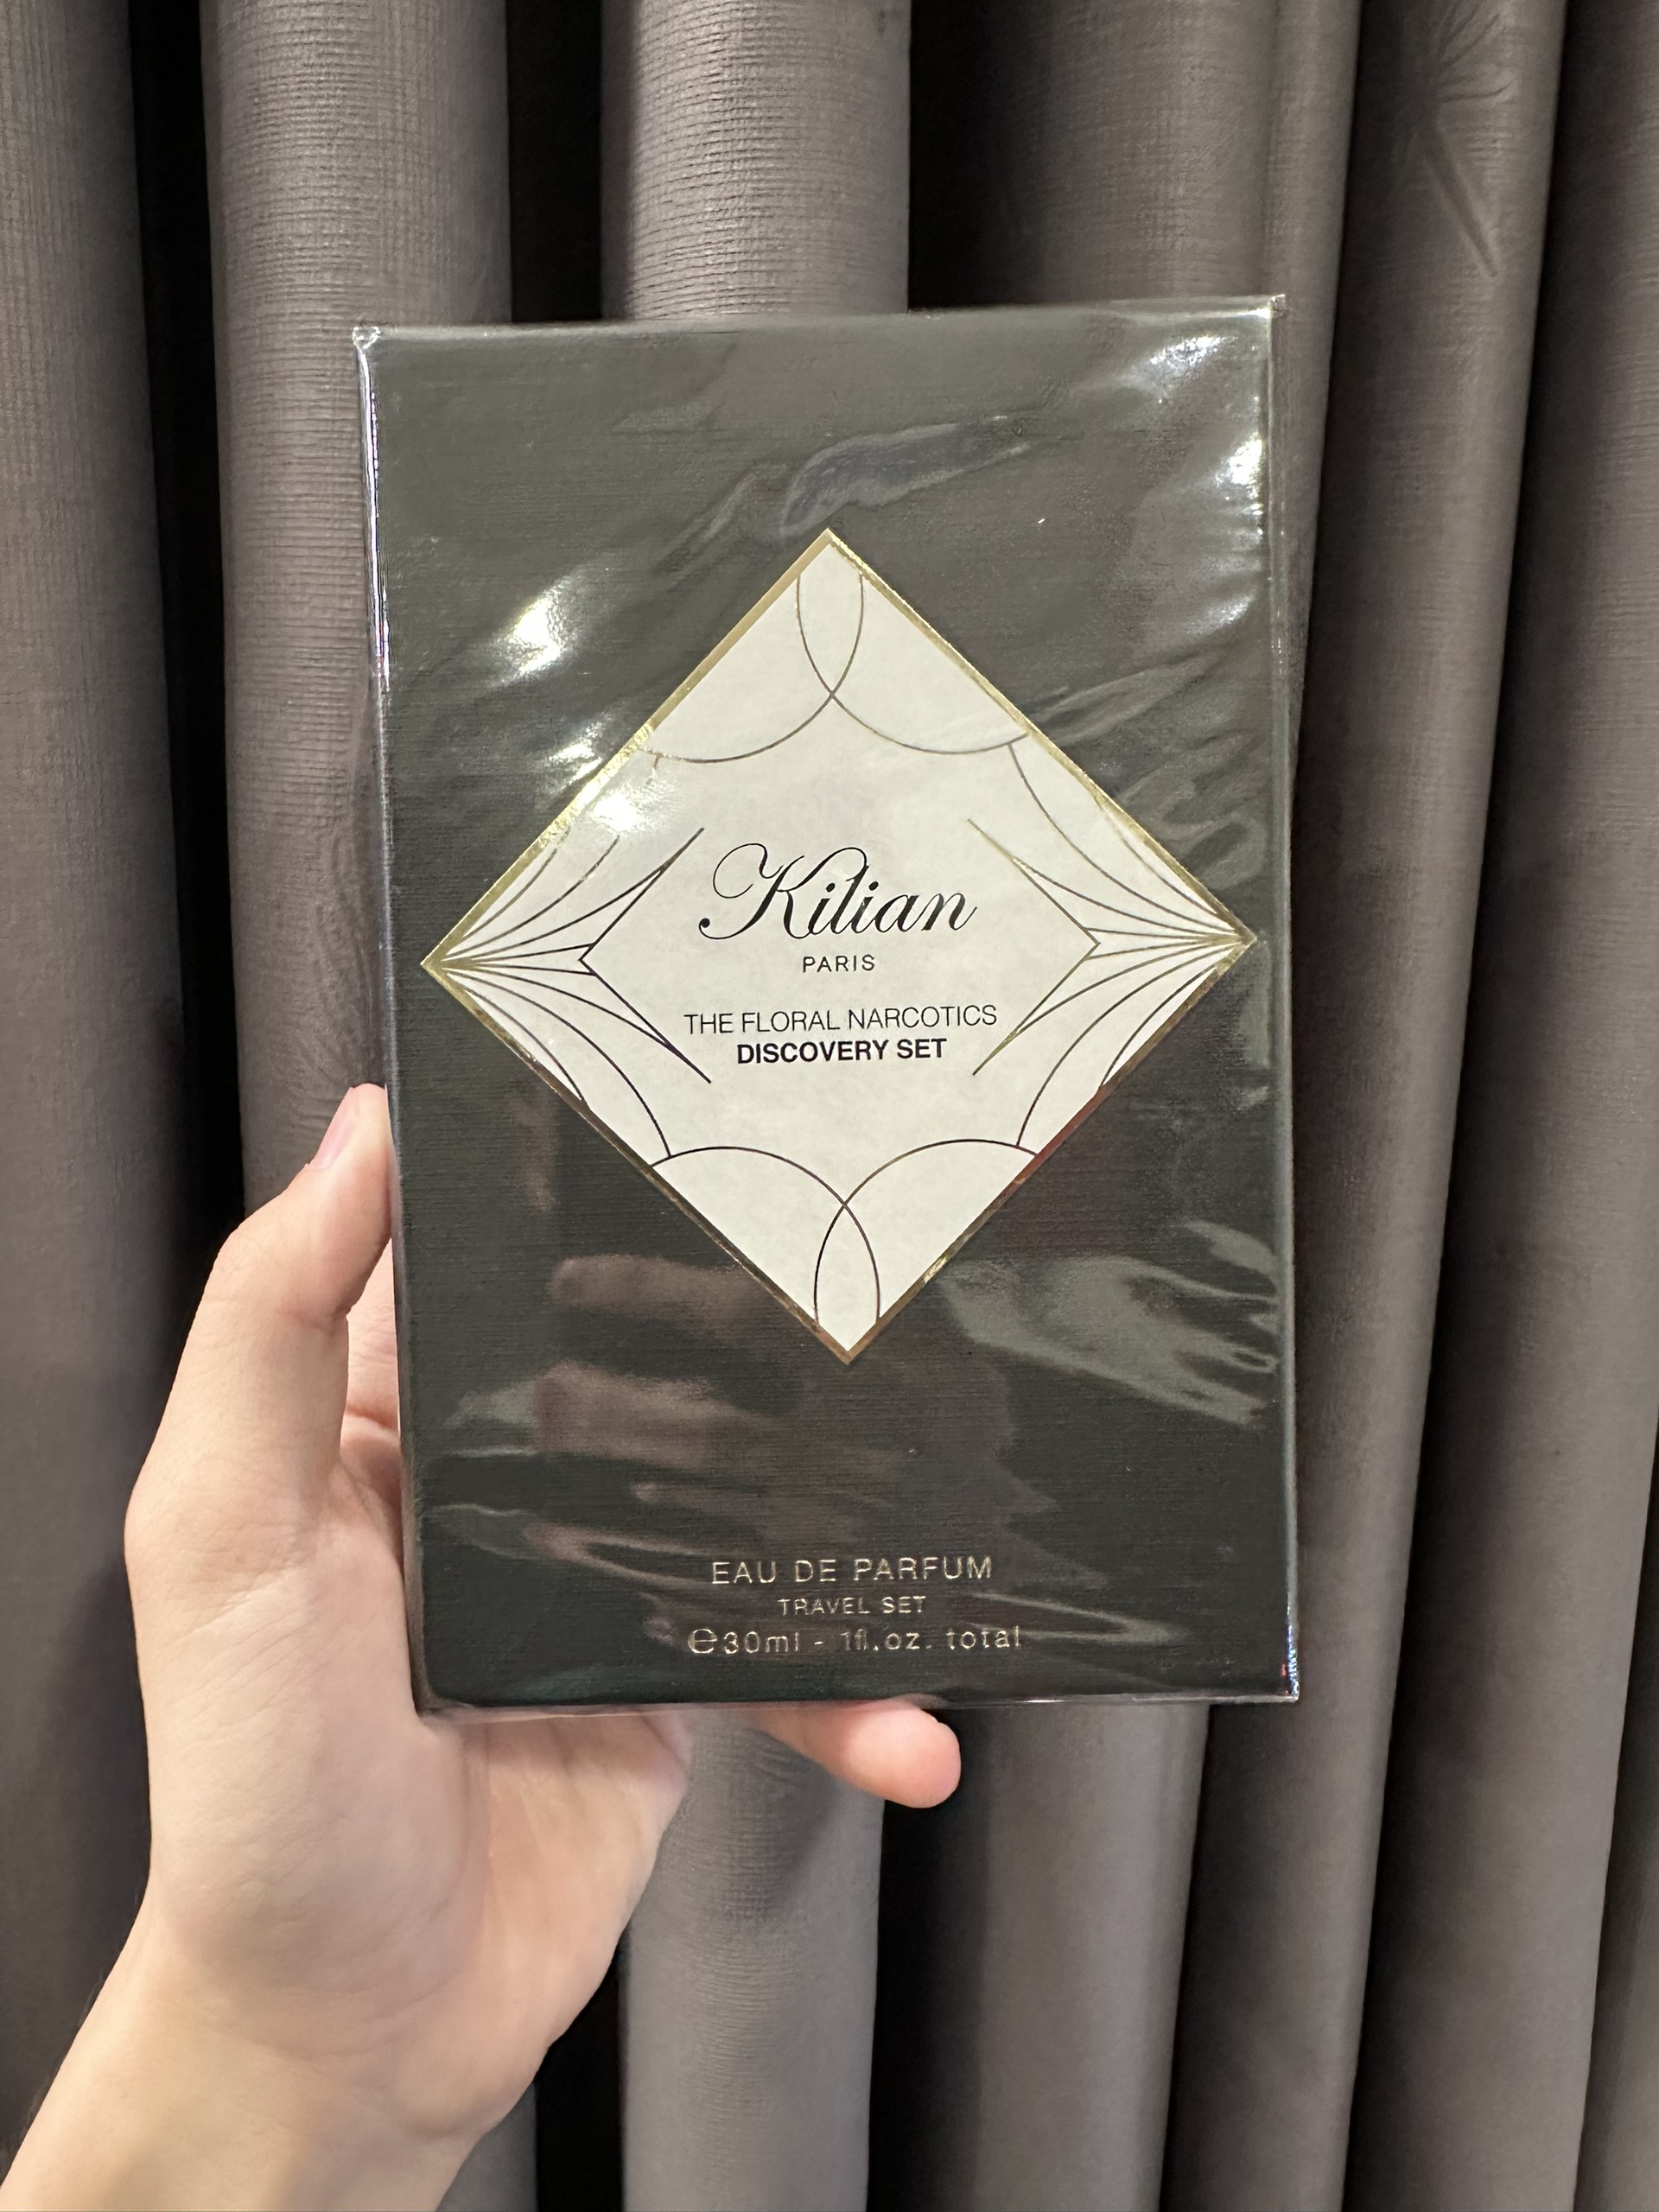 Kilian
PARIS
THE FLORAL NARCOTICS
DISCOVERY SET
EAU DE PARFUM
TRAVEL SET
℮30ml - 1fl.oz. total